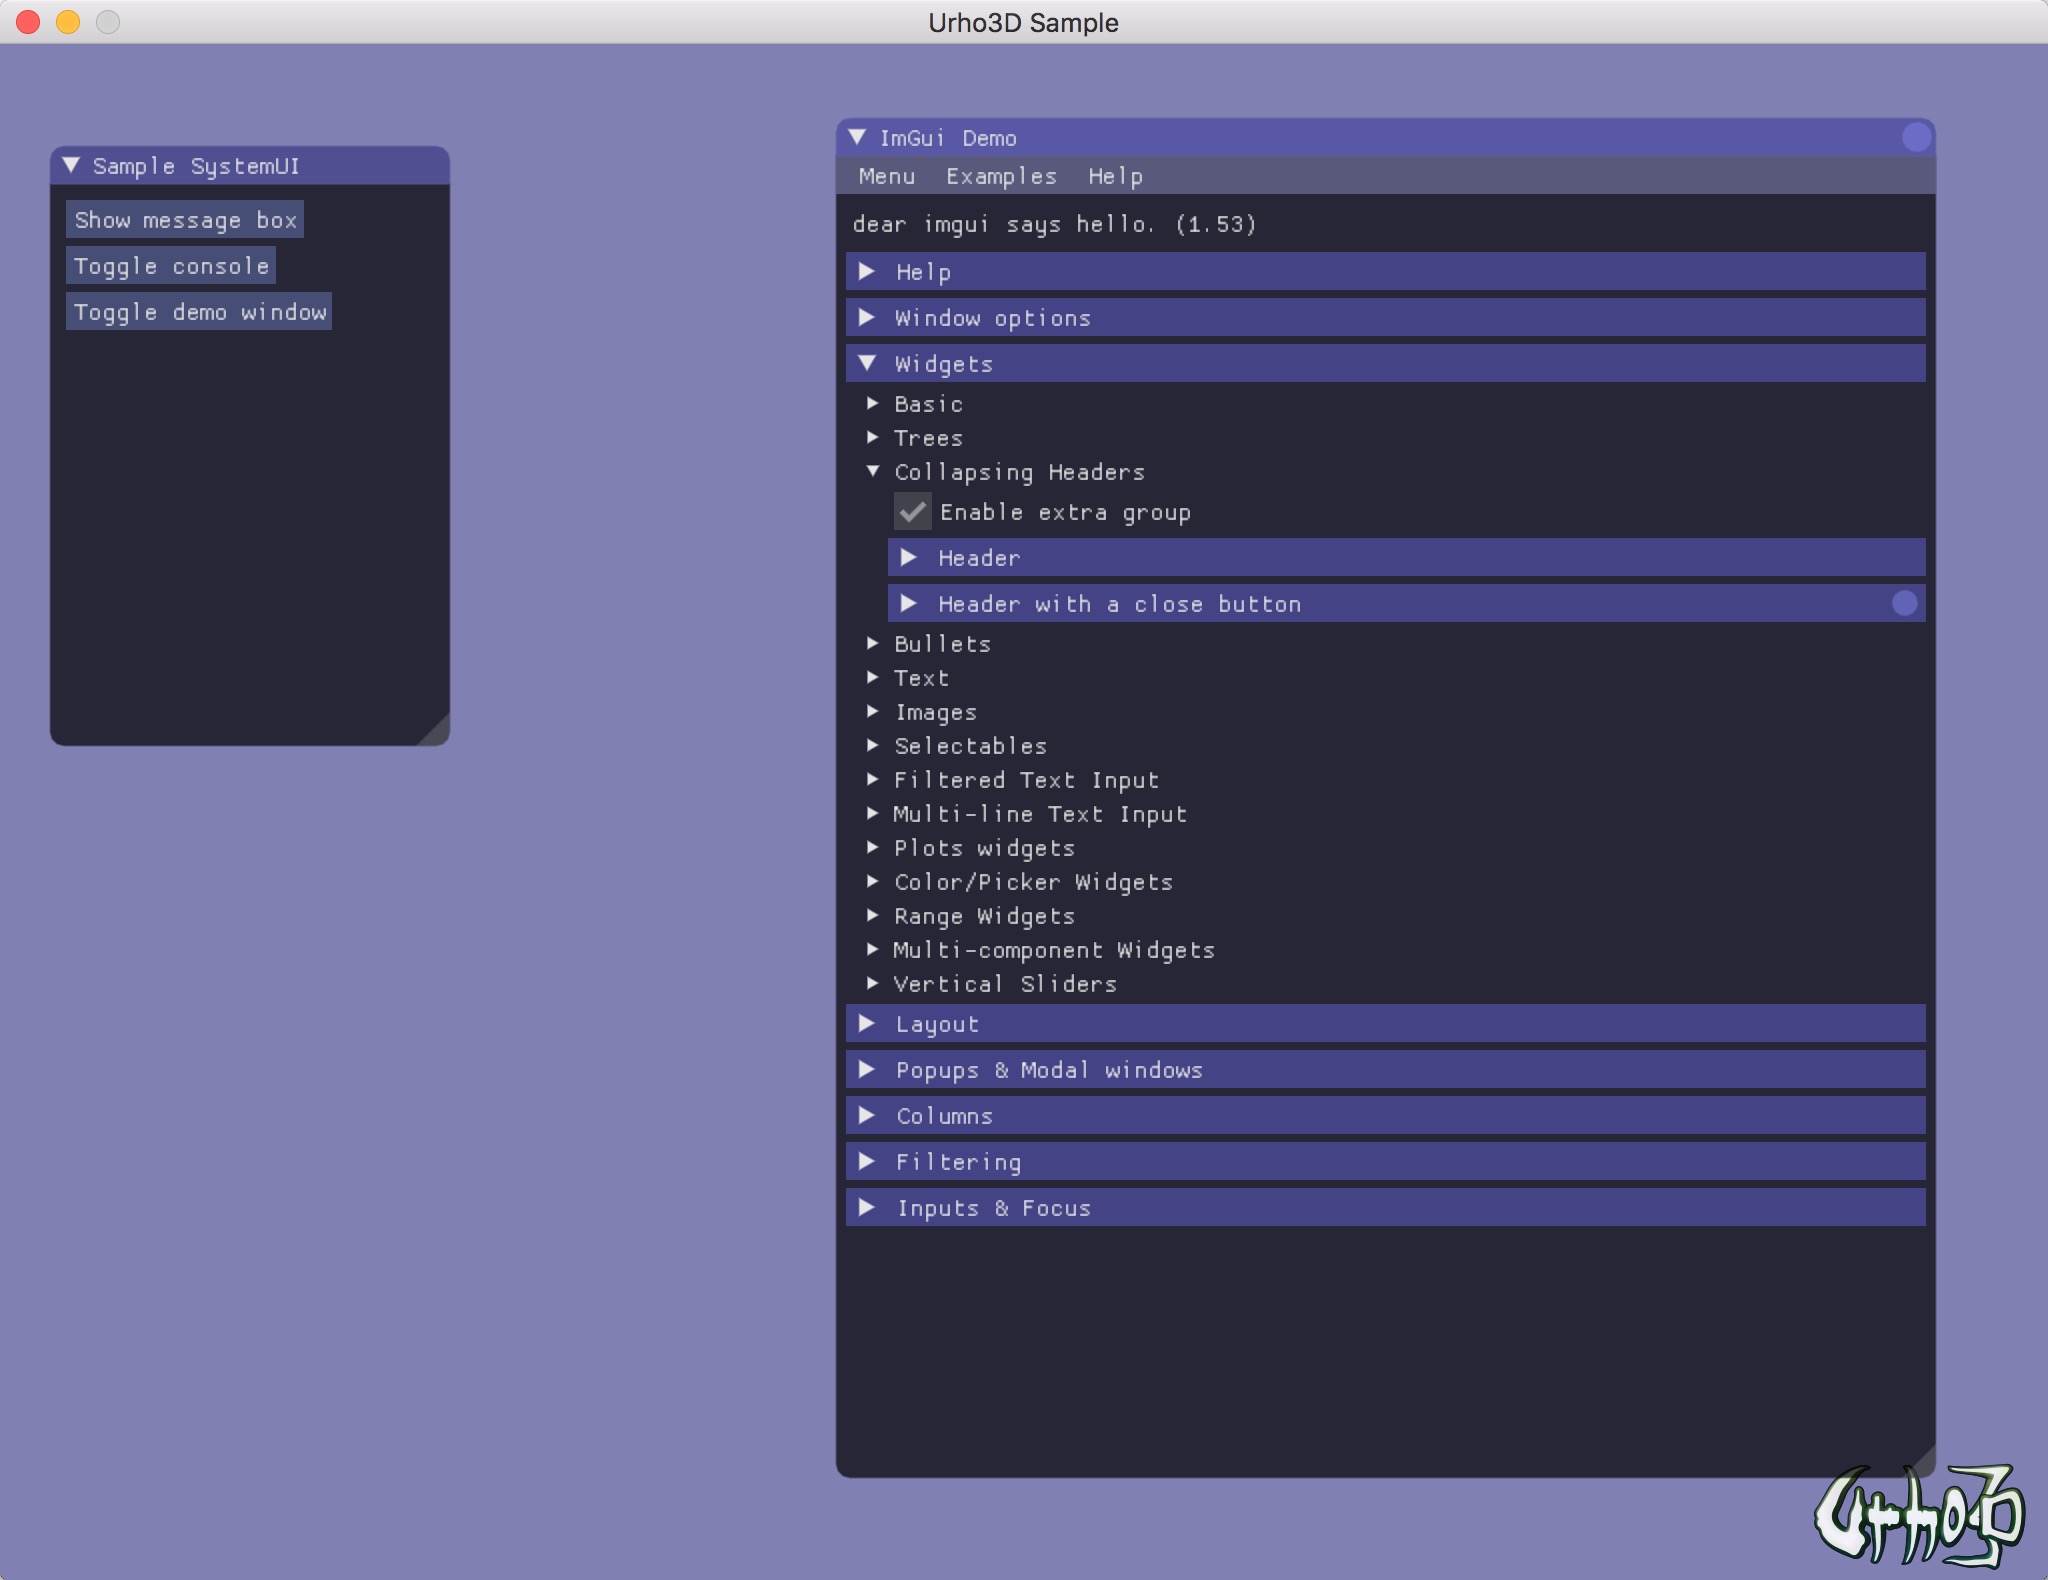 Urho3D Sample
Sample SystemUI
Show message box
Toggle console
Toggle demo window
ImGui Demo
Menu Examples Help
dear imgui says hello. (1.53)
Help
Window options
Widgets
Basic
Trees
Collapsing Headers
Enable extra group
Header
Header with a close button
Bullets
Text
Images
Selectables
Filtered Text Input
Multi-line Text Input
Plots widgets
Color/Picker Widgets
Range Widgets
Multi-component Widgets
Vertical Sliders
Layout
Popups & Modal windows
Columns
Filtering
Inputs & Focus
Urho3D